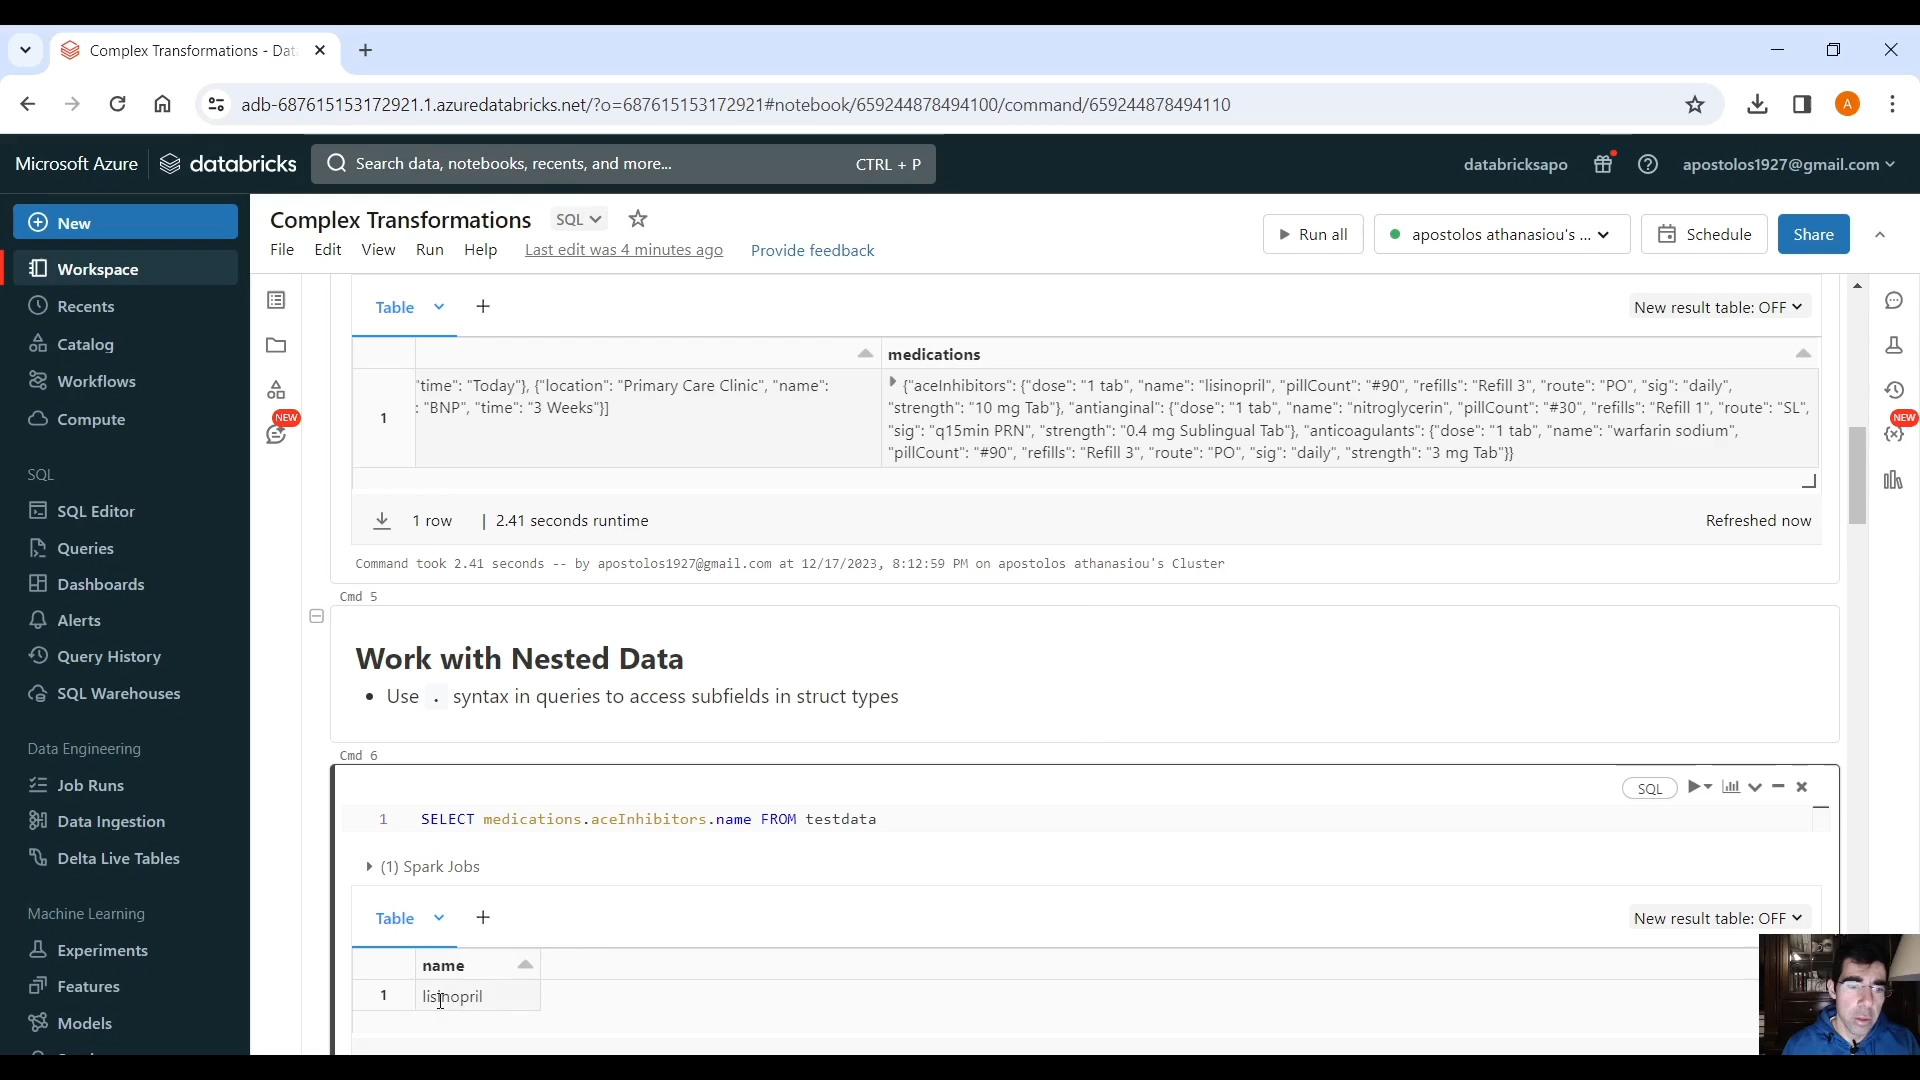 Complex Transformations - Dat
adb-687615153172921.1.azuredatabricks.net/?o=687615153172921#notebook/659244878494100/command/659244878494110
A
Microsoft Azure
databricks
Search data, notebooks, recents, and more...
CTRL + P
databricksapo
apostolos1927@gmail.com
New
Workspace
Recents
Catalog
Workflows
Compute
SQL
SQL Editor
Queries
Dashboards
Alerts
Query History
SQL Warehouses
Data Engineering
Job Runs
Data Ingestion
Delta Live Tables
Machine Learning
Experiments
Features
Models
Complex Transformations
SQL
File Edit View Run Help Last edit was 4 minutes ago Provide feedback
Run all
apostolos athanasiou's ...
Schedule
Share
NEW
NEW
Table
+
New result table: OFF
medications
1
"time": "Today"}, {"location": "Primary Care Clinic", "name":
: "BNP", "time": "3 Weeks"}]
{"aceInhibitors": {"dose": "1 tab", "name": "lisinopril", "pillCount": "#90", "refills": "Refill 3", "route": "PO", "sig": "daily",
"strength": "10 mg Tab"}, "antianginal": {"dose": "1 tab", "name": "nitroglycerin", "pillCount": "#30", "refills": "Refill 1", "route": "SL",
"sig": "q15min PRN", "strength": "0.4 mg Sublingual Tab"}, "anticoagulants": {"dose": "1 tab", "name": "warfarin sodium",
"pillCount": "#90", "refills": "Refill 3", "route": "PO", "sig": "daily", "strength": "3 mg Tab"}}
1 row | 2.41 seconds runtime
Refreshed now
Command took 2.41 seconds -- by apostolos1927@gmail.com at 12/17/2023, 8:12:59 PM on apostolos athanasiou's Cluster
Cmd 5
Work with Nested Data
• Use . syntax in queries to access subfields in struct types
Cmd 6
SQL
1 SELECT medications.aceInhibitors.name FROM testdata
(1) Spark Jobs
Table
+
New result table: OFF
name
1 lisinopril